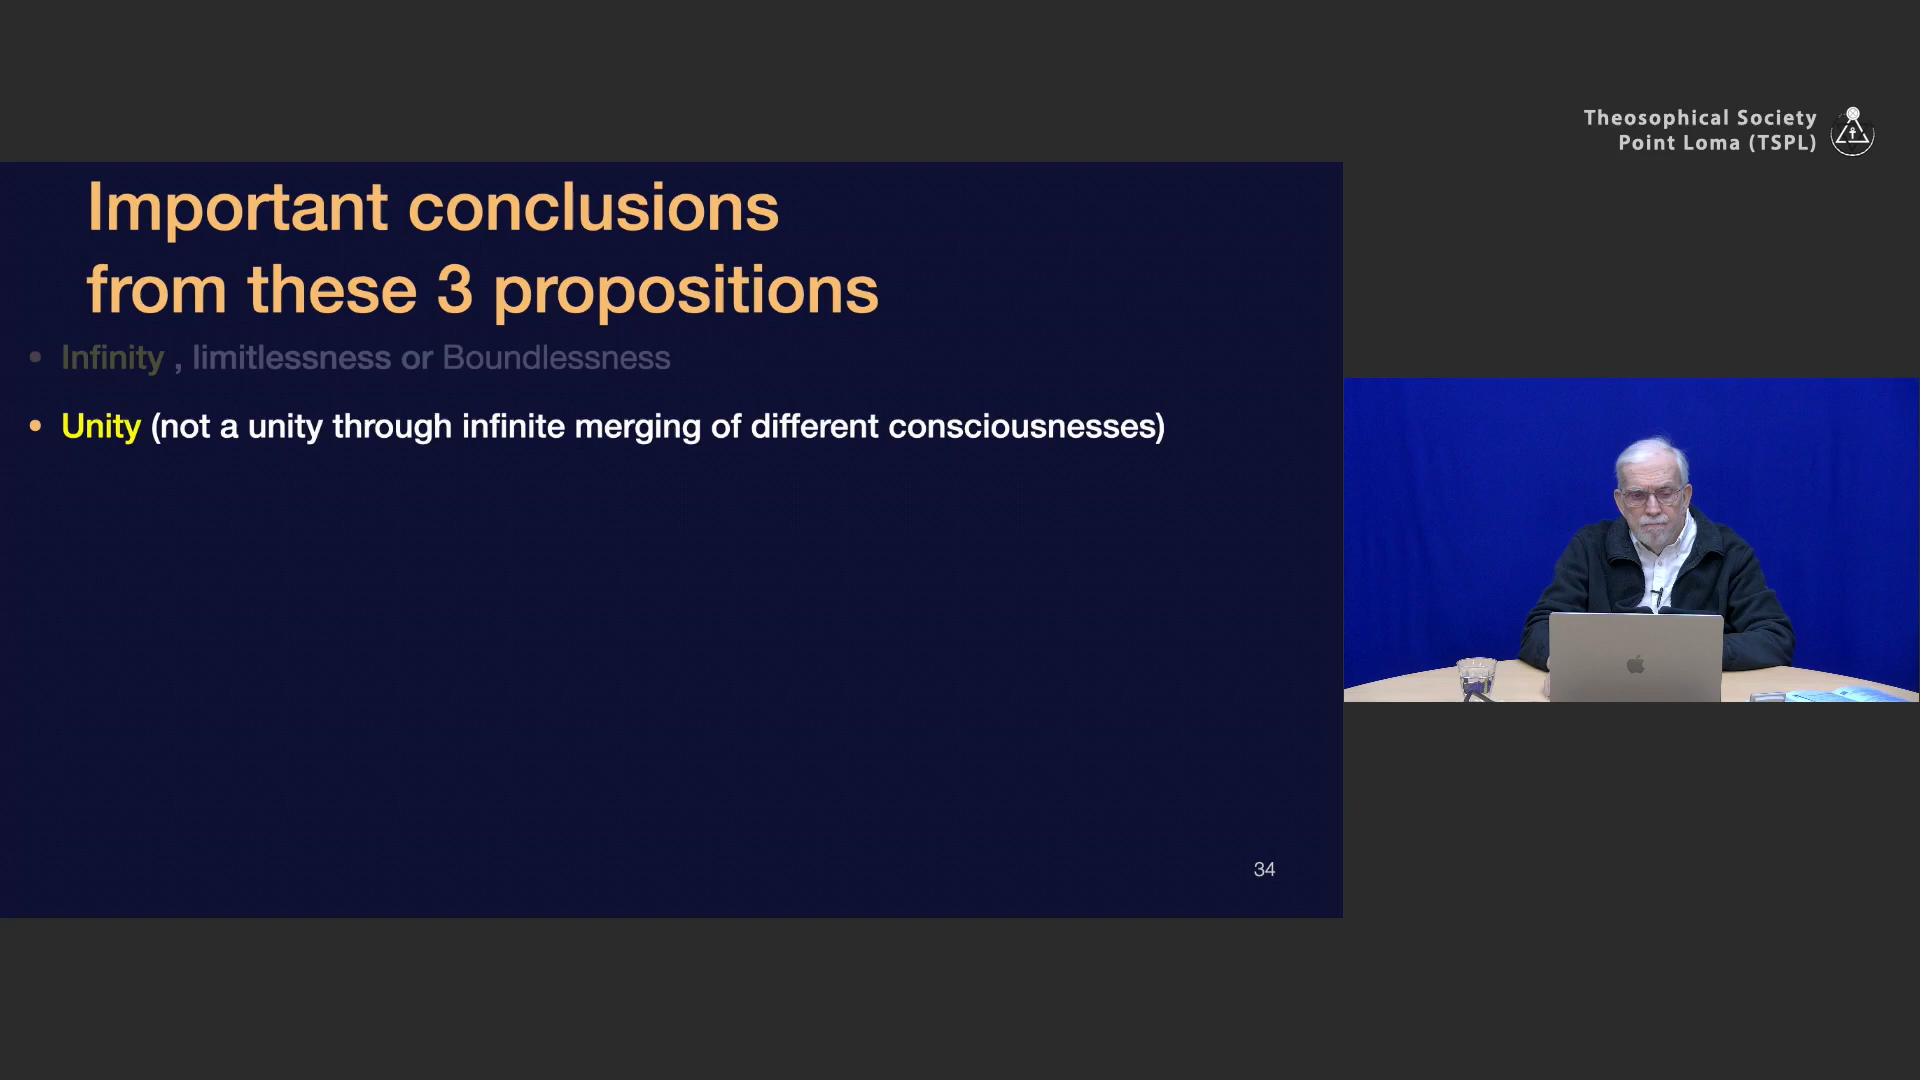 Theosophical Society
Point Loma (TSPL)
Important conclusions
from these 3 propositions
• Infinity , limitlessness or Boundlessness
• Unity (not a unity through infinite merging of different consciousnesses)
34